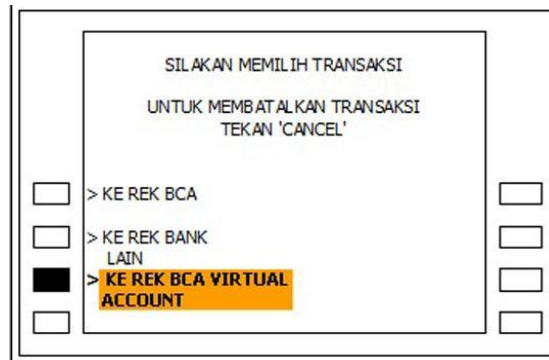 SILAKAN MEMILIH TRANSAKSI
UNTUK MEMBATALKAN TRANSAKSI
TEKAN 'CANCEL'
> KE REK BCA
> KE REK BANK
LAIN
> KE REK BCA VIRTUAL
ACCOUNT